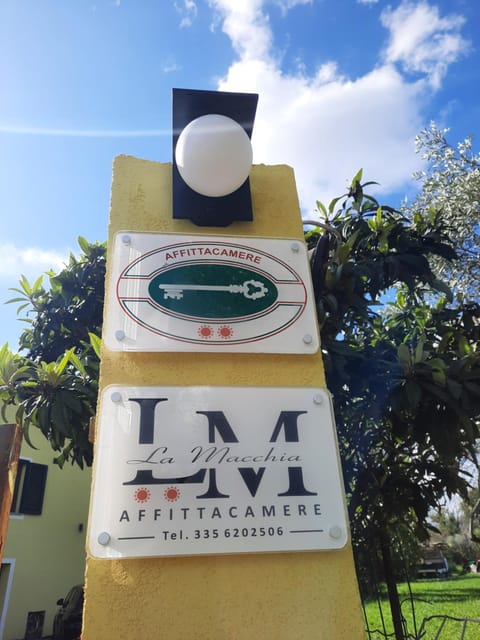 AFFITTACAMERE
LM
La Macchia
AFFITTACAMERE
Tel. 335 6202506